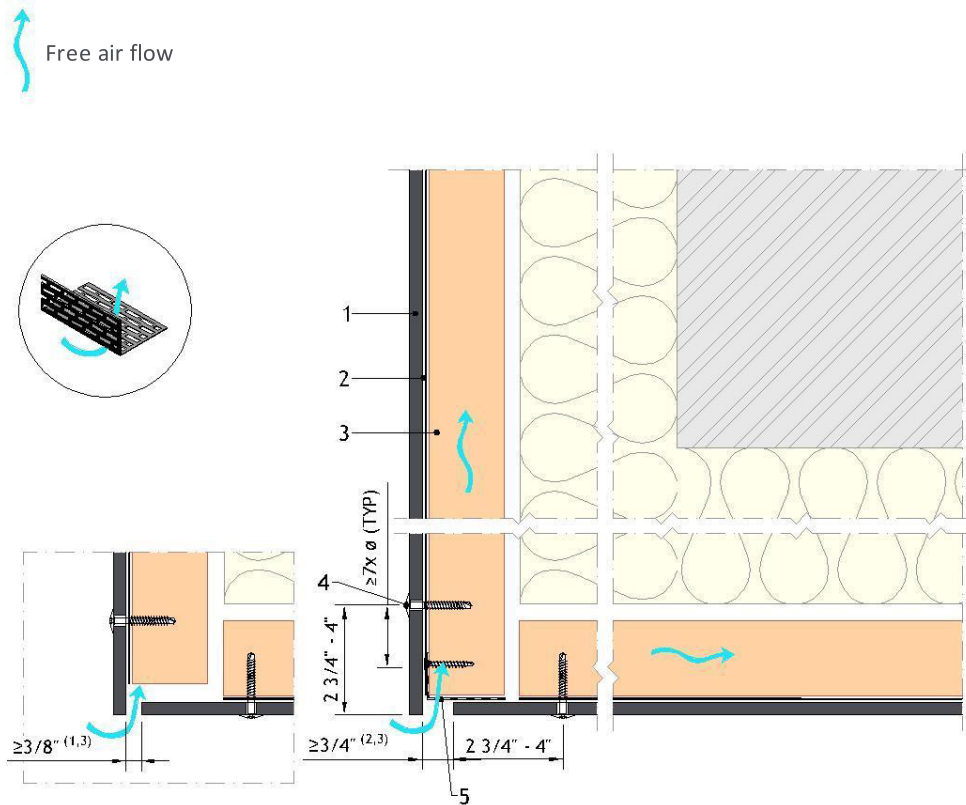 Free air flow
1
2
3
≥7x ø (TYP)
4
2 3/4" - 4"
≥3/8" (1,3)
≥3/4" (2,3)
2 3/4" - 4"
5